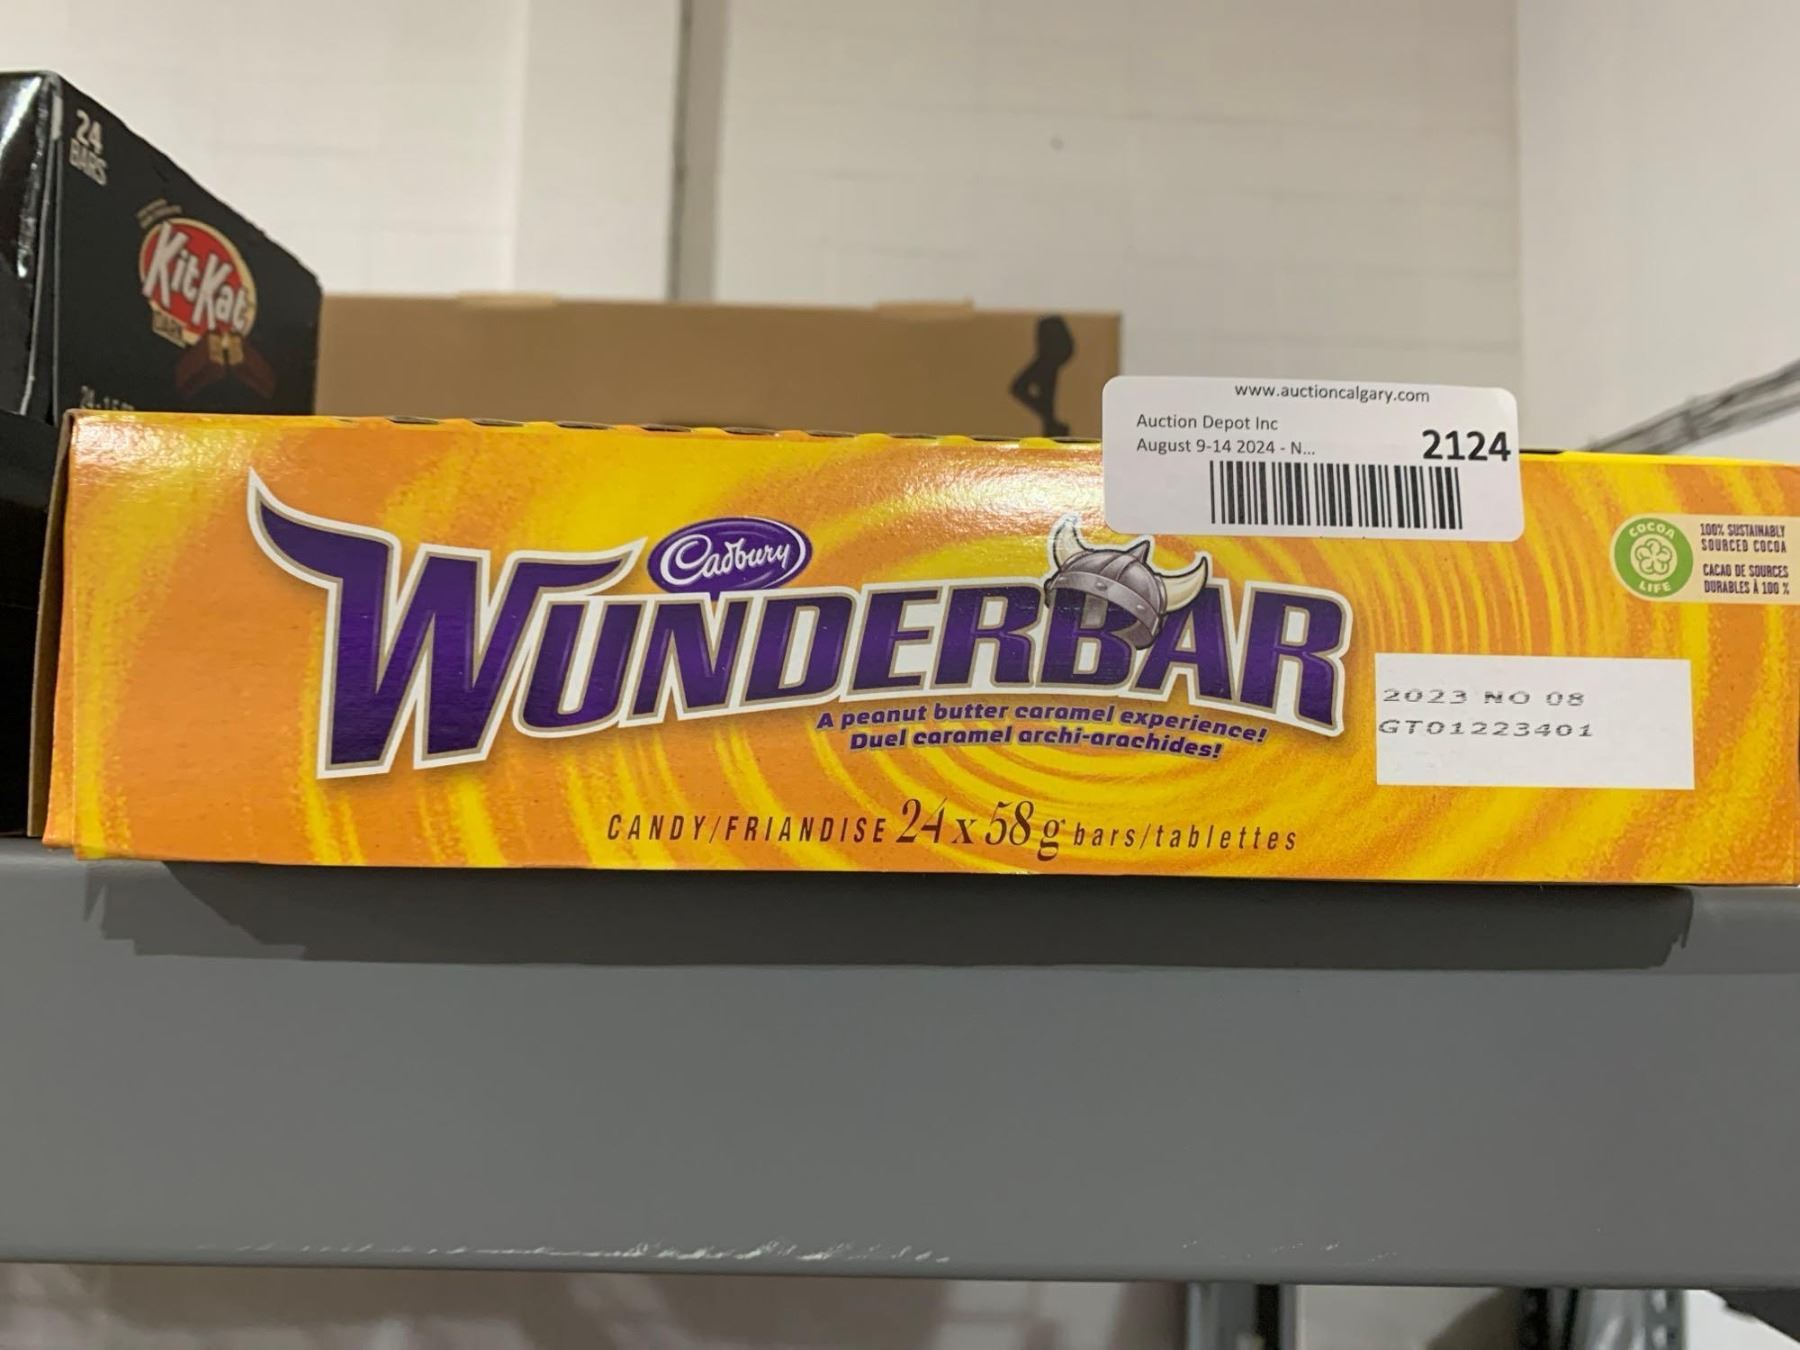 24
BARS
KitKat
DARK
www.auctioncalgary.com
Auction Depot Inc
August 9-14 2024 - N...
2124
Cadbury
WUNDERBAR
A peanut butter caramel experience!
Duel caramel archi-arachides!
CANDY/FRIANDISE 24 x 58 g bars/tablettes
COCOA
LIFE
100% SUSTAINABLY
SOURCED COCOA
CACAO DE SOURCES
DURABLES À 100 %
2023 NO 08
GT01223401